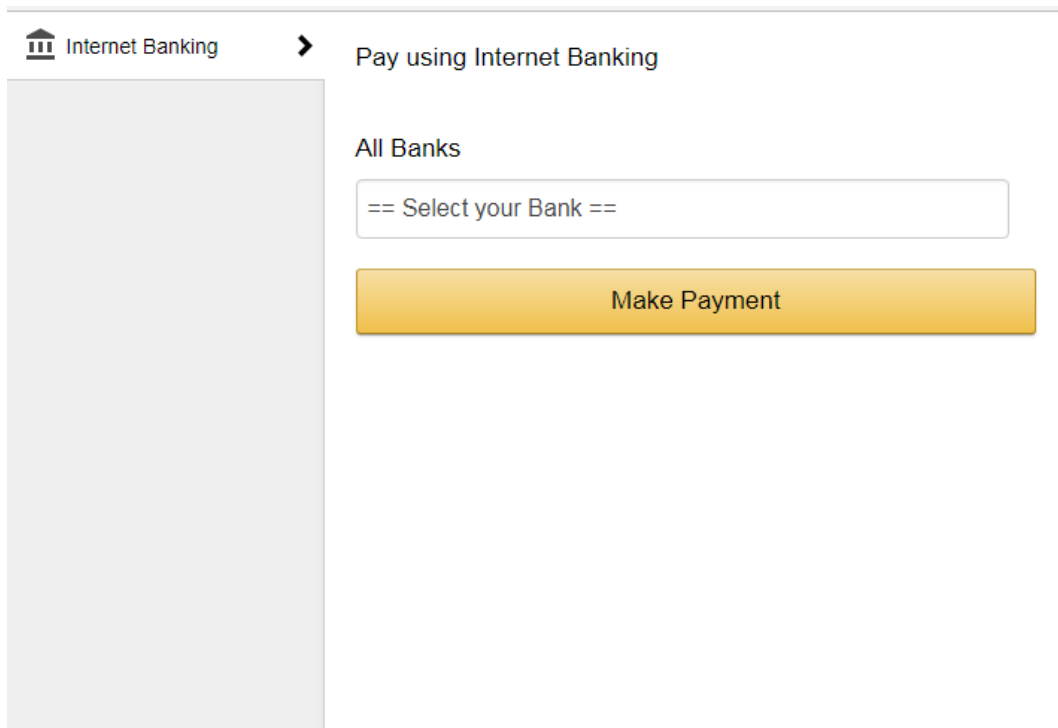 Internet Banking
Pay using Internet Banking
All Banks
== Select your Bank ==
Make Payment